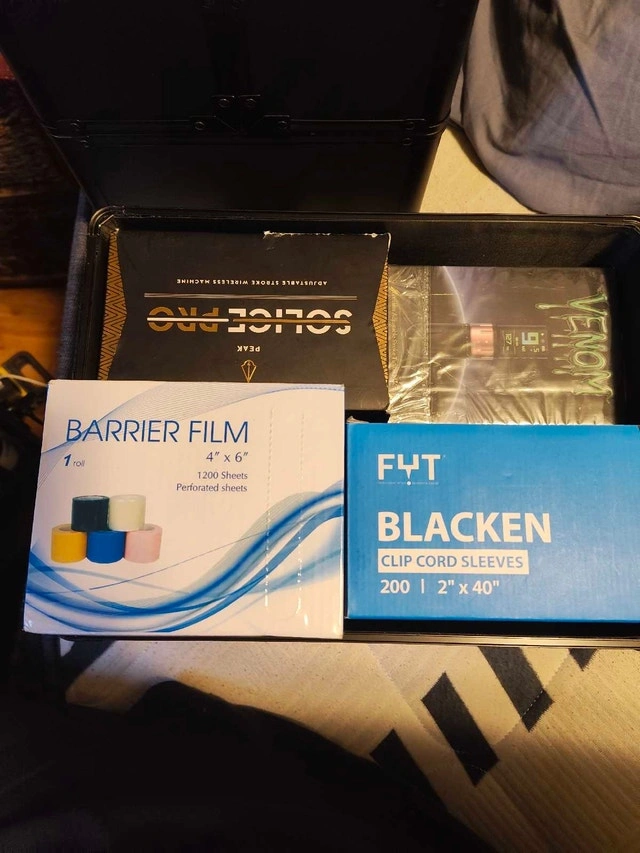 ADJUSTABLE STROKE WIRELESS MACHINE
SOLICE PRO
PEAK
VENOM
BARRIER FILM
1 roll
4" x 6"
1200 Sheets
Perforated sheets
FYT
BLACKEN
CLIP CORD SLEEVES
200 | 2" x 40"